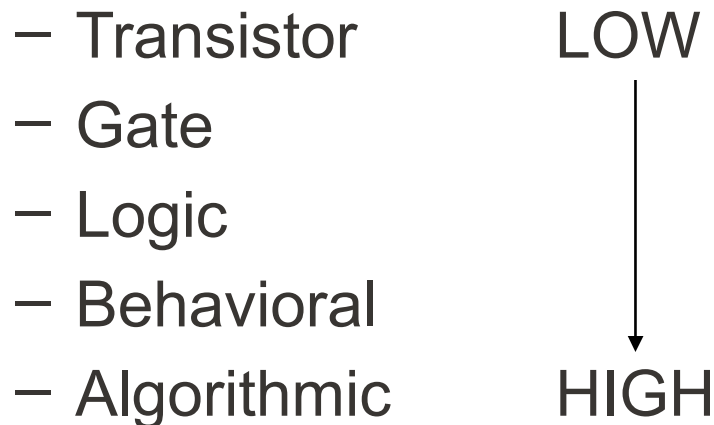 – Transistor LOW
– Gate
– Logic
– Behavioral
– Algorithmic HIGH